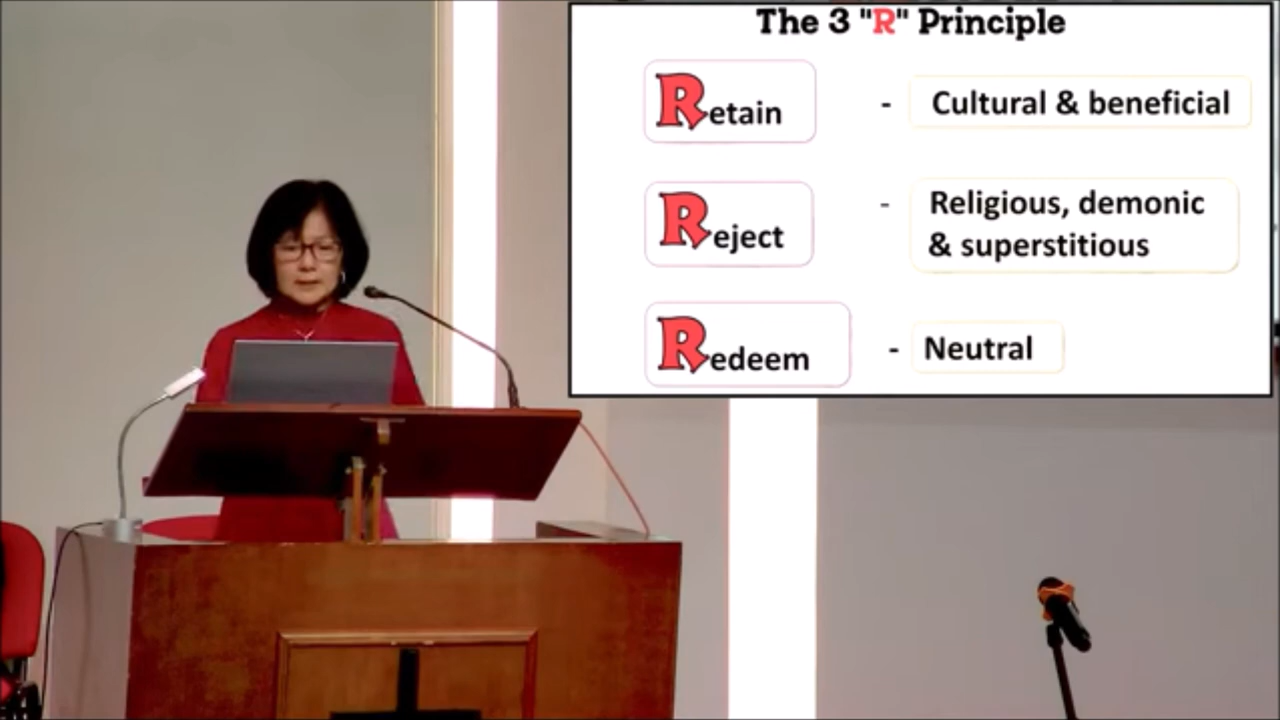 The 3 "R" Principle
Retain - Cultural & beneficial
Reject - Religious, demonic
& superstitious
Redeem - Neutral